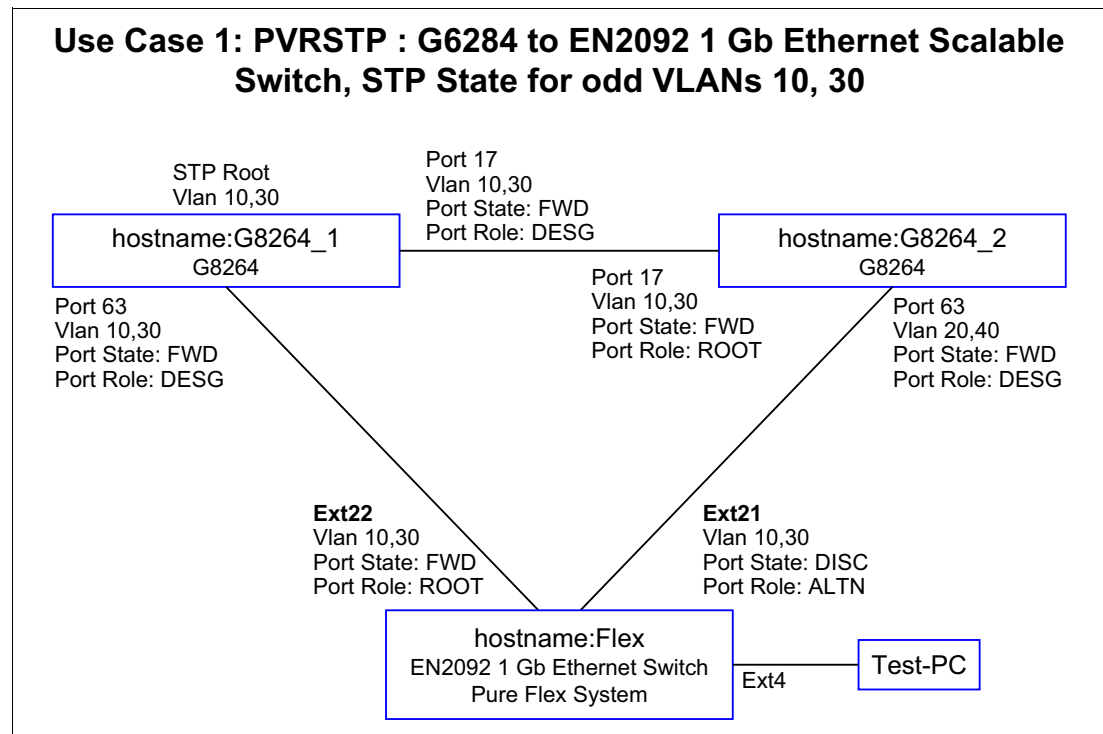 Use Case 1: PVRSTP : G6284 to EN2092 1 Gb Ethernet Scalable
Switch, STP State for odd VLANs 10, 30
STP Root
Vlan 10,30
Port 17
Vlan 10,30
Port State: FWD
Port Role: DESG
hostname:G8264_1
G8264
hostname:G8264_2
G8264
Port 63
Vlan 10,30
Port State: FWD
Port Role: DESG
Port 17
Vlan 10,30
Port State: FWD
Port Role: ROOT
Port 63
Vlan 20,40
Port State: FWD
Port Role: DESG
Ext22
Vlan 10,30
Port State: FWD
Port Role: ROOT
Ext21
Vlan 10,30
Port State: DISC
Port Role: ALTN
hostname:Flex
EN2092 1 Gb Ethernet Switch
Pure Flex System
Ext4
Test-PC